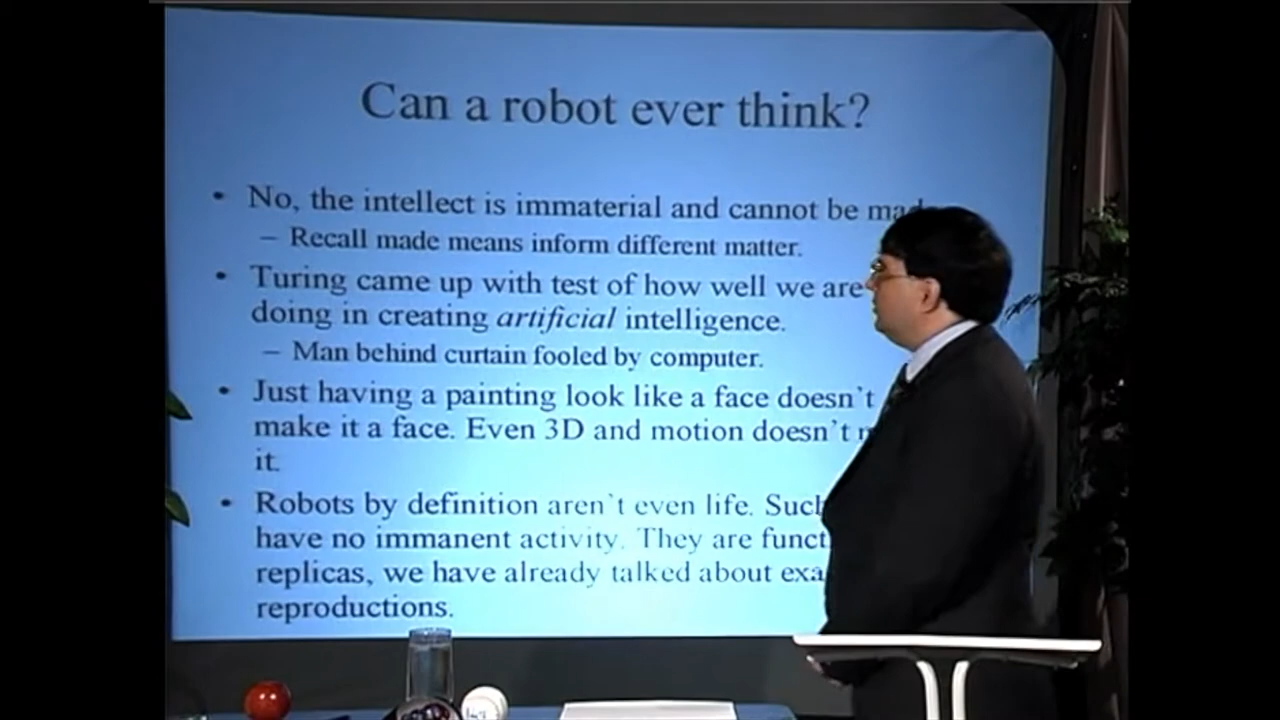 Can a robot ever think?
• No, the intellect is immaterial and cannot be
– Recall made means inform different matter.
• Turing came up with test of how well we are
doing in creating artificial intelligence.
– Man behind curtain fooled by computer.
• Just having a painting look like a face doesn't
make it a face. Even 3D and motion doesn't
it.
• Robots by definition aren't even life. Such
have no immanent activity. They are
replicas, we have already talked about
reproductions.